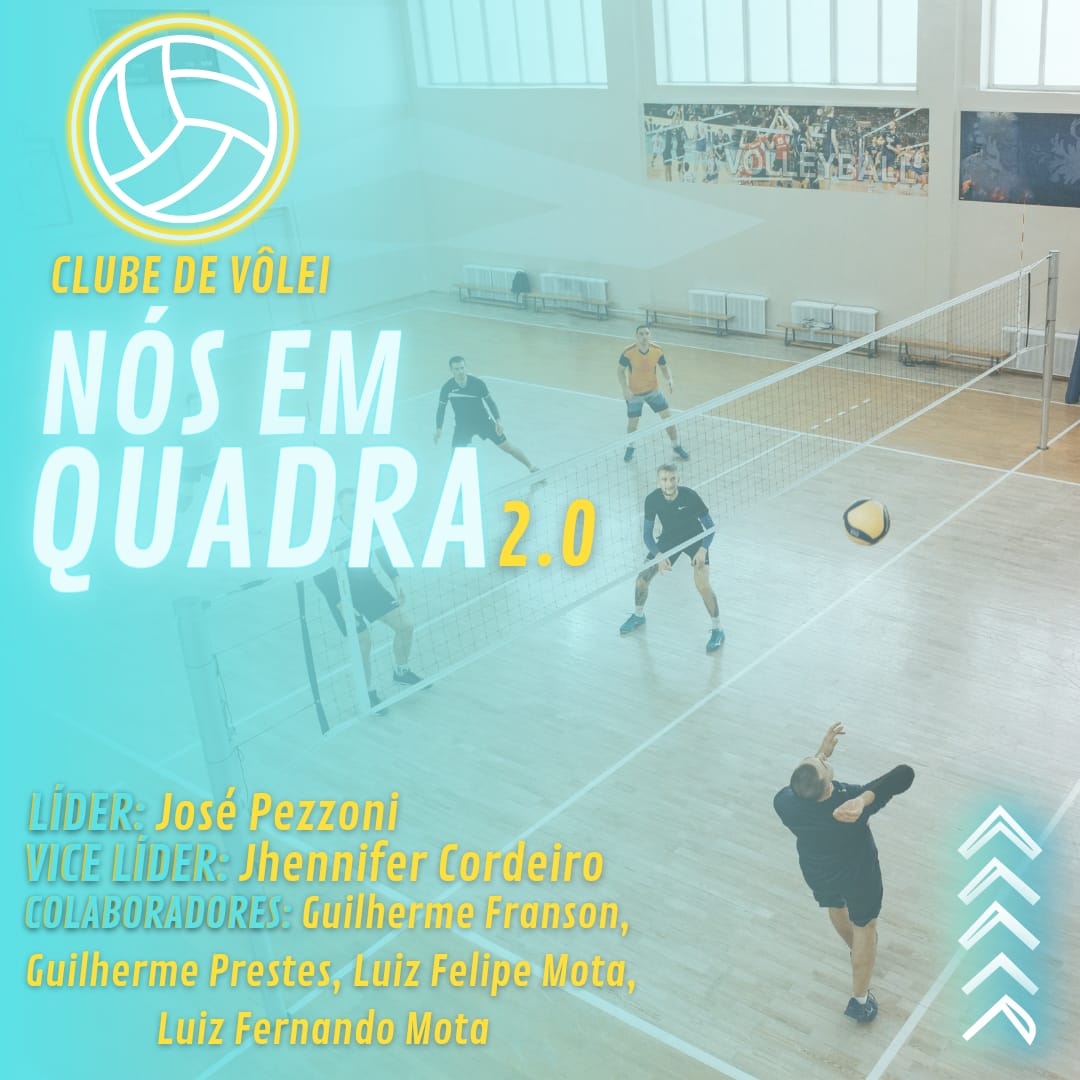 VOLLEYBALL
CLUBE DE VÔLEI
NÓS EM
QUADRA 2.0
LÍDER: José Pezzoni
VICE LÍDER: Jhennifer Cordeiro
COLABORADORES: Guilherme Franson,
Guilherme Prestes, Luiz Felipe Mota,
Luiz Fernando Mota